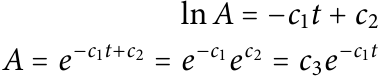 ln A = −c₁t + c₂
A = e^{−c₁t+c₂} = e^{−c₁}e^{c₂} = c₃e^{−c₁t}